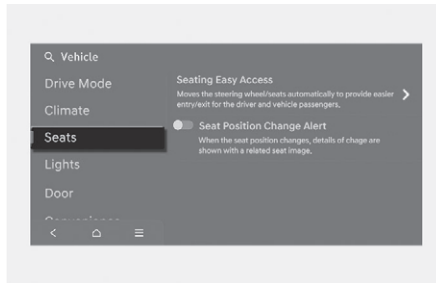 Vehicle
Drive Mode
Climate
Seats
Lights
Door
Convenience
Seating Easy Access
Moves the steering wheel/seats automatically to provide easier
entry/exit for the driver and vehicle passengers.
Seat Position Change Alert
When the seat position changes, details of chage are
shown with a related seat image.